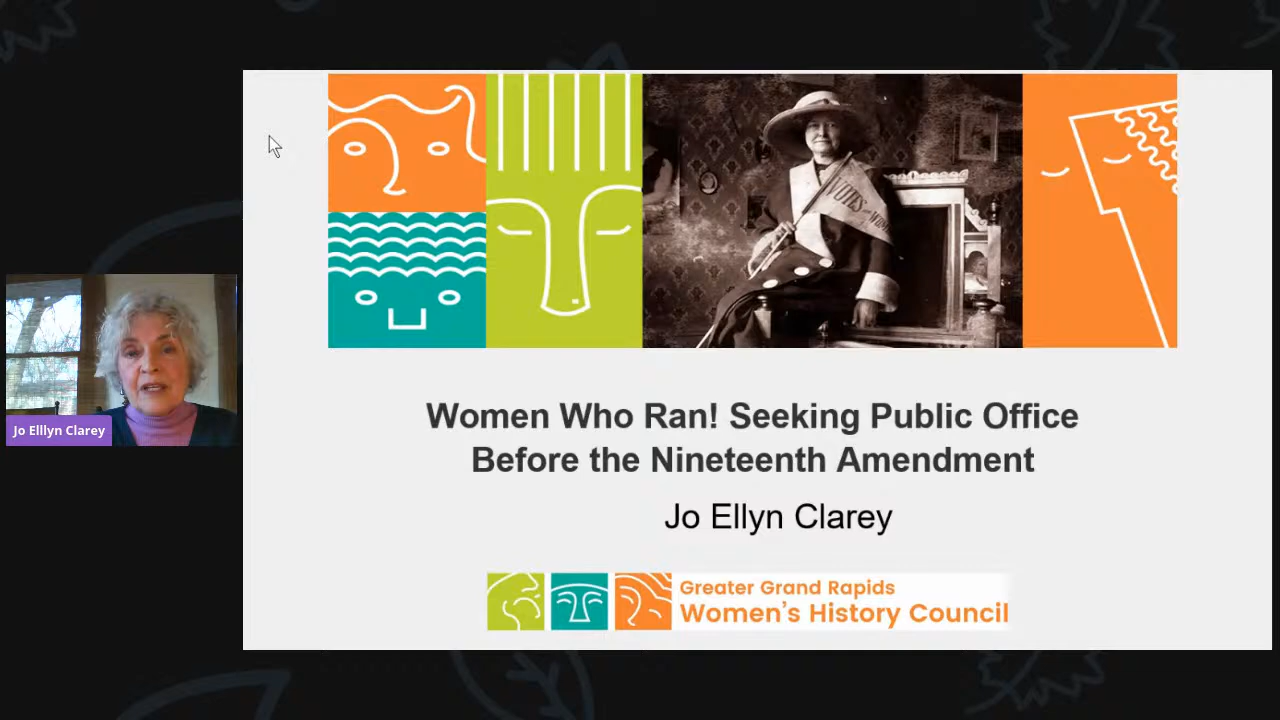 VOTES FOR WOMEN
Women Who Ran! Seeking Public Office
Before the Nineteenth Amendment
Jo Ellyn Clarey
Jo Elllyn Clarey
Greater Grand Rapids
Women's History Council